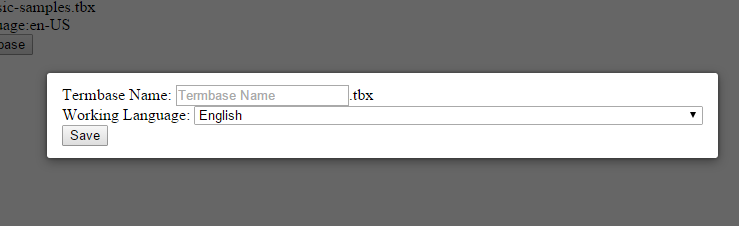 sic-samples.tbx
uage:en-US
base
Termbase Name: Termbase Name .tbx
Working Language: English
Save